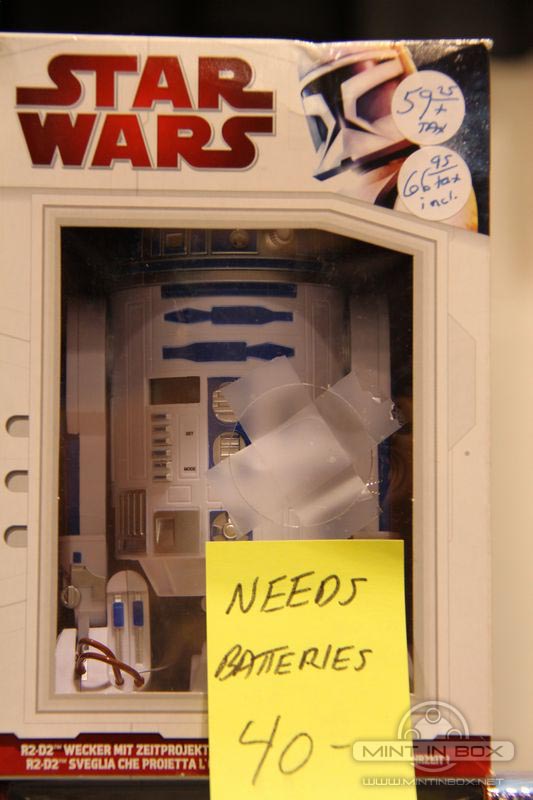 STAR
WARS
59 25
+
TAX
66 95
tax
incl.
SET
MODE
NEEDS
BATTERIES
40-
R2-D2™ WECKER MIT ZEITPROJEKT
R2-D2™ SVEGLIA CHE PROIETTA L'
MINT IN BOX
WWW.MINTINBOX.NET